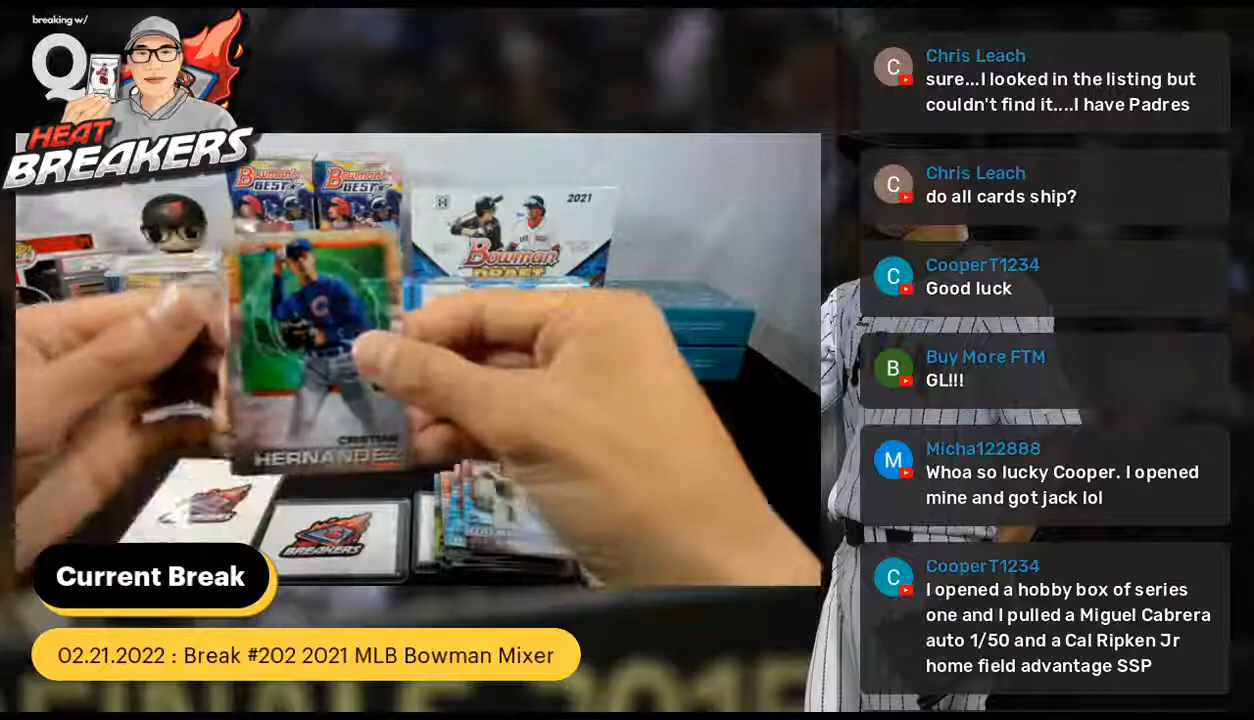 breaking w/
Q
HEAT
BREAKERS
Bowman's
BEST
Bowman's
BEST
2021
Bowman
DRAFT
CRISTIAN
HERNANDEZ
BREAKERS
Current Break
02.21.2022 : Break #202 2021 MLB Bowman Mixer
C
Chris Leach
sure...I looked in the listing but
couldn't find it....I have Padres
C
Chris Leach
do all cards ship?
C
CooperT1234
Good luck
B
Buy More FTM
GL!!!
M
Micha122888
Whoa so lucky Cooper. I opened
mine and got jack lol
C
CooperT1234
I opened a hobby box of series
one and I pulled a Miguel Cabrera
auto 1/50 and a Cal Ripken Jr
home field advantage SSP